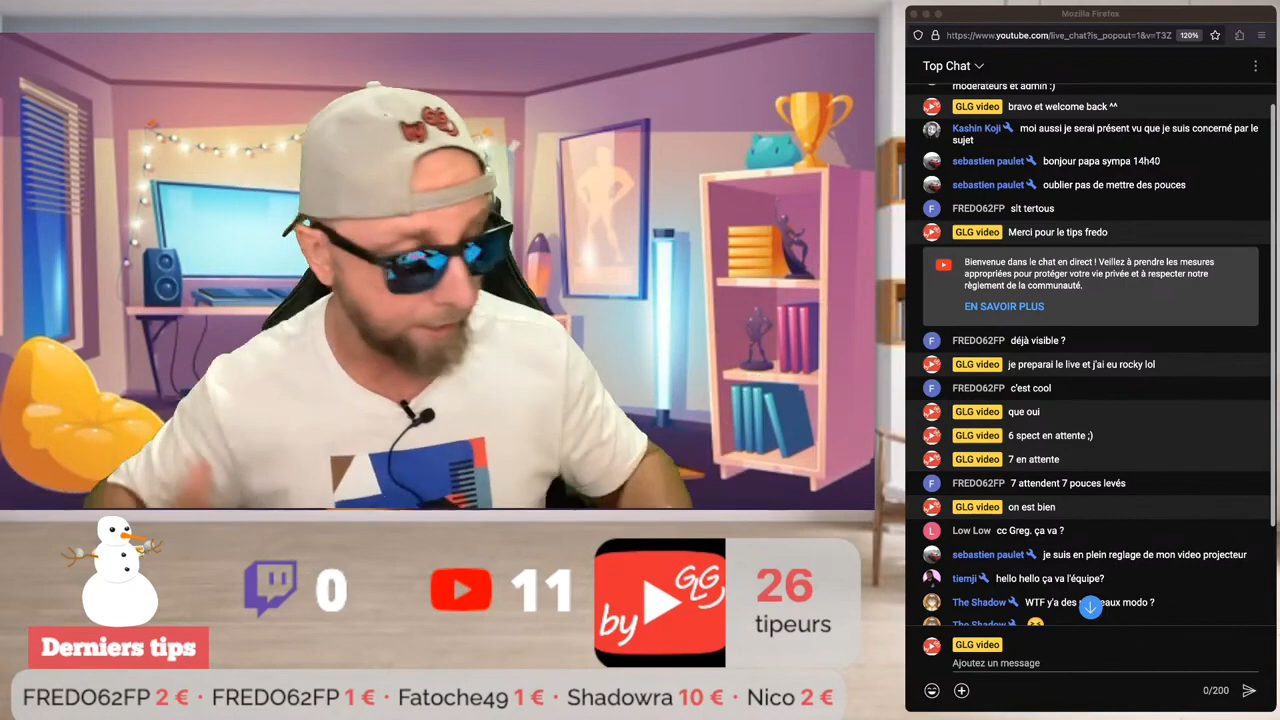 Mozilla Firefox
https://www.youtube.com/live_chat?is_popout=1&v=T3Z
120%
Top Chat
modérateurs et admin :)
GLG video bravo et welcome back ^^
Kashin Koji moi aussi je serai présent vu que je suis concerné par le
sujet
sebastien paulet bonjour papa sympa 14h40
sebastien paulet oublier pas de mettre des pouces
F FREDO62FP slt tertous
GLG video Merci pour le tips fredo
Bienvenue dans le chat en direct ! Veillez à prendre les mesures
appropriées pour protéger votre vie privée et à respecter notre
règlement de la communauté.
EN SAVOIR PLUS
F FREDO62FP déjà visible ?
GLG video je preparai le live et j'ai eu rocky lol
F FREDO62FP c'est cool
GLG video que oui
GLG video 6 spect en attente ;)
GLG video 7 en attente
F FREDO62FP 7 attendent 7 pouces levés
GLG video on est bien
L Low Low cc Greg. ça va ?
sebastien paulet je suis en plein reglage de mon video projecteur
tiemji hello hello ça va l'équipe?
The Shadow WTF y'a des modo ?
The Shadow
GLG video
Ajoutez un message
0/200
0
11
by GLG
26
tipeurs
Derniers tips
FREDO62FP 2 € · FREDO62FP 1 € · Fatoche49 1 € · Shadowra 10 € · Nico 2 €